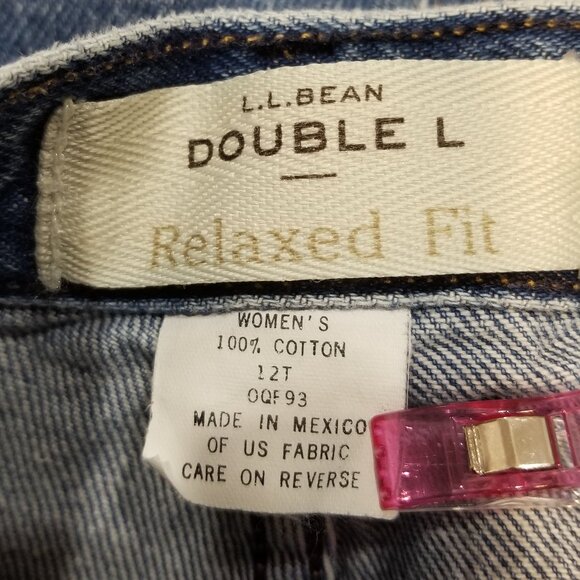 L.L.BEAN
DOUBLE L
Relaxed Fit
WOMEN'S
100% COTTON
12T
0QF93
MADE IN MEXICO
OF US FABRIC
CARE ON REVERSE